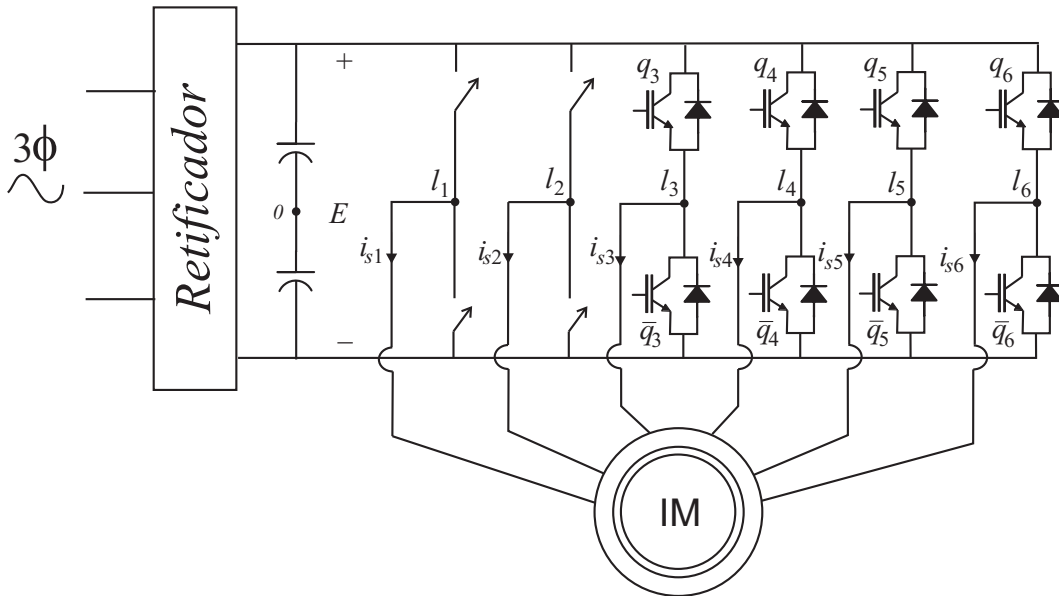 3ϕ
Retificador
+
0
E
–
q3
q4
q5
q6
l1
l2
l3
l4
l5
l6
is1
is2
is3
is4
is5
is6
q̅3
q̅4
q̅5
q̅6
IM